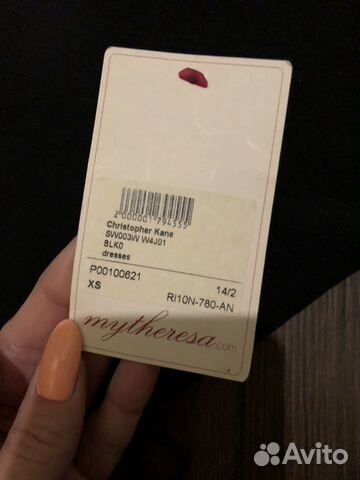 2 000001 794555
Christopher Kane
SW003W W4J01
BLK0
dresses
P00100621 14/2
XS RI10N-780-AN
mytheresa.com
Avito